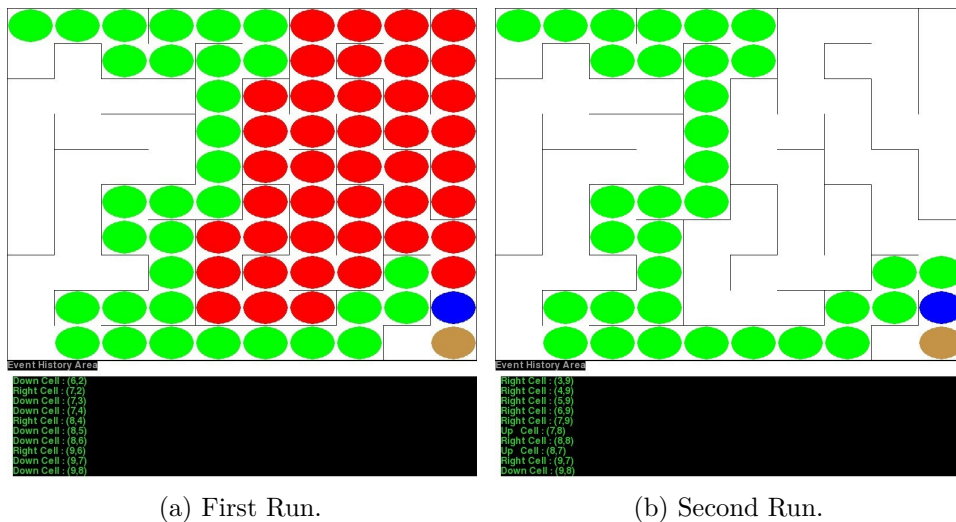 Event History Area
Down Cell : (6,2)
Right Cell : (7,2)
Down Cell : (7,3)
Down Cell : (7,4)
Right Cell : (8,4)
Down Cell : (8,5)
Down Cell : (8,6)
Right Cell : (9,6)
Down Cell : (9,7)
Down Cell : (9,8)
Event History Area
Right Cell : (3,9)
Right Cell : (4,9)
Right Cell : (5,9)
Right Cell : (6,9)
Right Cell : (7,9)
Up Cell : (7,8)
Right Cell : (8,8)
Up Cell : (8,7)
Right Cell : (9,7)
Down Cell : (9,8)
(a) First Run.
(b) Second Run.